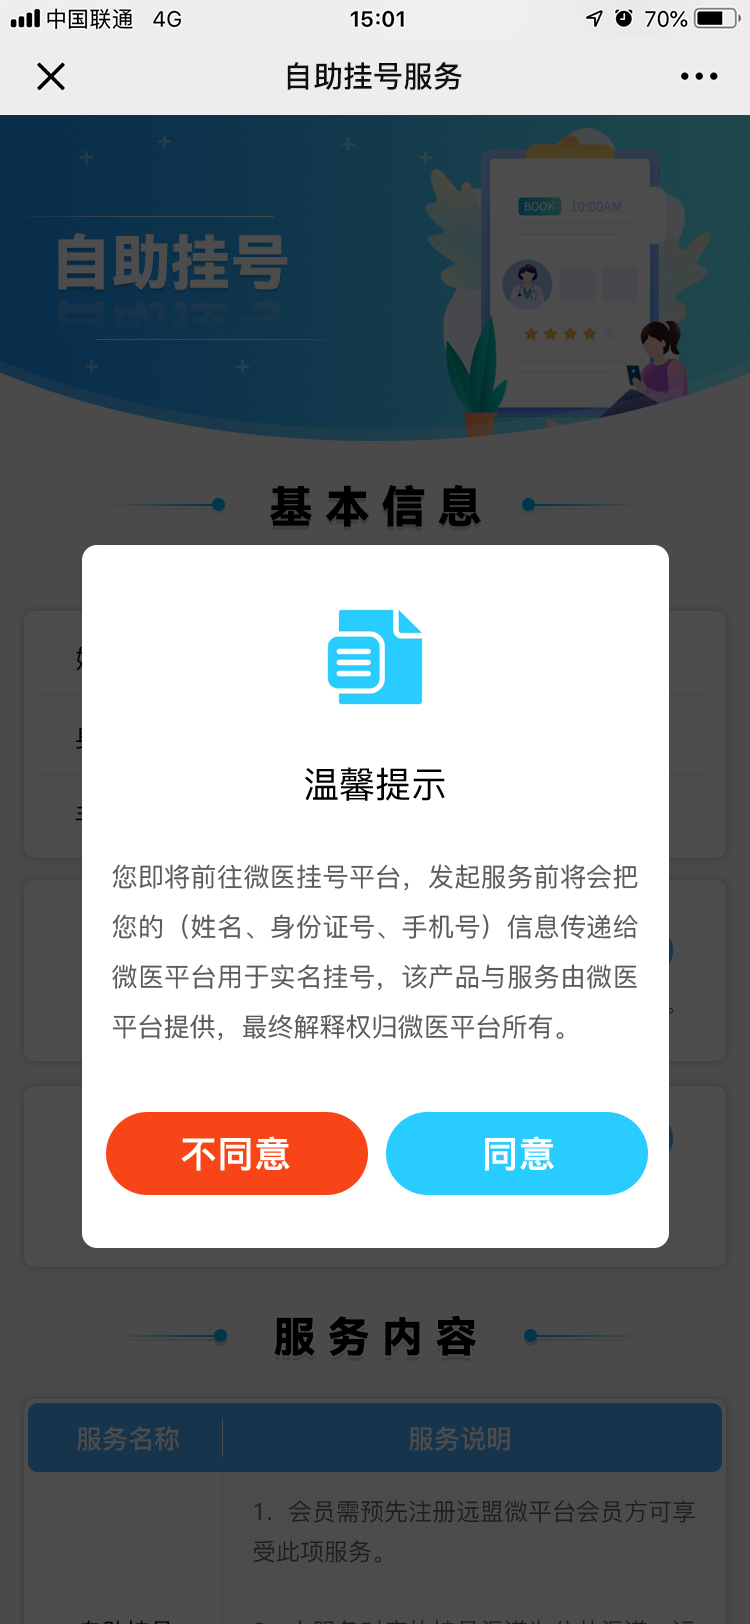 中国联通 4G 15:01 70%
自助挂号服务
BOOK 10:00AM
自助挂号
基本信息
温馨提示
您即将前往微医挂号平台，发起服务前将会把
您的（姓名、身份证号、手机号）信息传递给
微医平台用于实名挂号，该产品与服务由微医
平台提供，最终解释权归微医平台所有。
不同意 同意
服务内容
服务名称 服务说明
1. 会员需预先注册远盟微平台会员方可享
受此项服务。